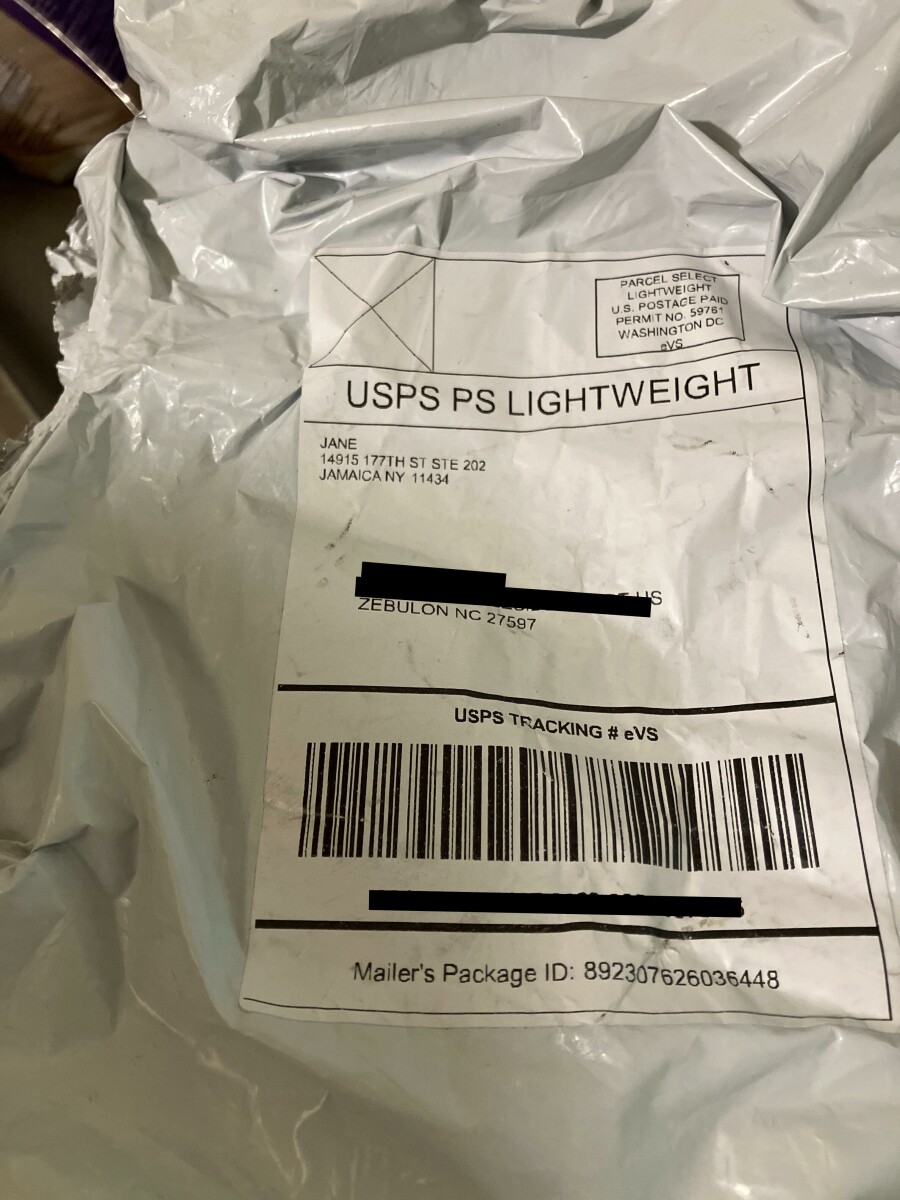 PARCEL SELECT
LIGHTWEIGHT
U.S. POSTAGE PAID
PERMIT NO. 59761
WASHINGTON DC
eVS
USPS PS LIGHTWEIGHT
JANE
14915 177TH ST STE 202
JAMAICA NY 11434
US
ZEBULON NC 27597
USPS TRACKING # eVS
Mailer's Package ID: 892307626036448